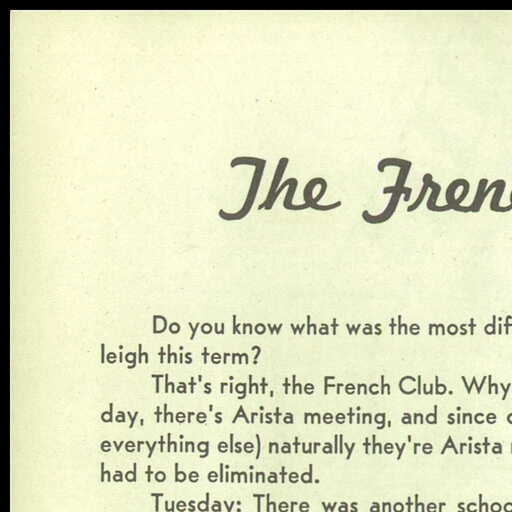 The Fren
Do you know what was the most dif
leigh this term?
That's right, the French Club. Why
day, there's Arista meeting, and since
everything else) naturally they're Arista
had to be eliminated.
Tuesday: There was another schoo